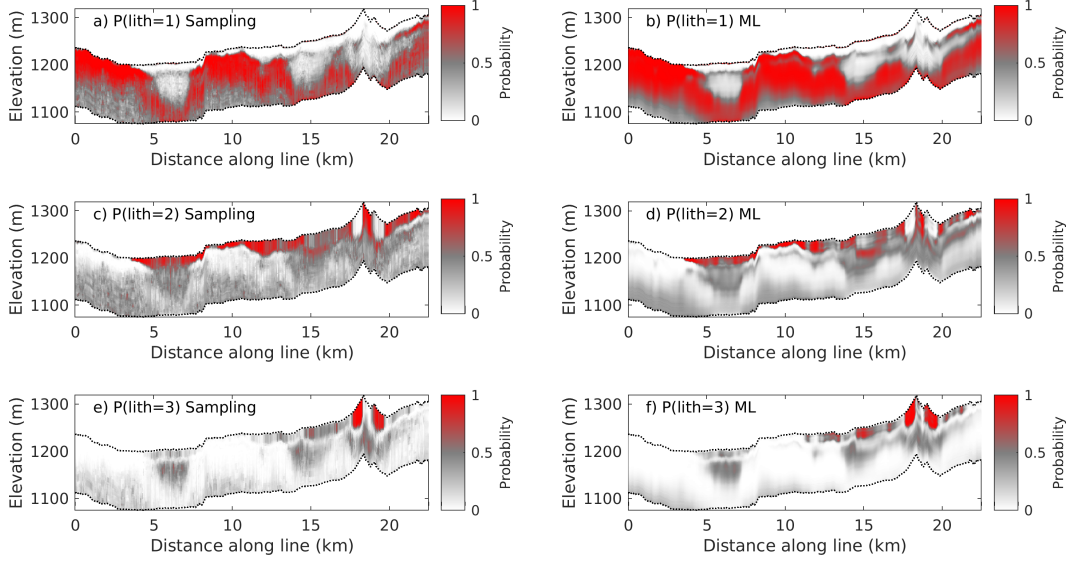 a) P(lith=1) Sampling
Elevation (m)
1300
1200
1100
0 5 10 15 20
Distance along line (km)
1
0.5
0
Probability
b) P(lith=1) ML
Elevation (m)
1300
1200
1100
0 5 10 15 20
Distance along line (km)
1
0.5
0
Probability
c) P(lith=2) Sampling
Elevation (m)
1300
1200
1100
0 5 10 15 20
Distance along line (km)
1
0.5
0
Probability
d) P(lith=2) ML
Elevation (m)
1300
1200
1100
0 5 10 15 20
Distance along line (km)
1
0.5
0
Probability
e) P(lith=3) Sampling
Elevation (m)
1300
1200
1100
0 5 10 15 20
Distance along line (km)
1
0.5
0
Probability
f) P(lith=3) ML
Elevation (m)
1300
1200
1100
0 5 10 15 20
Distance along line (km)
1
0.5
0
Probability